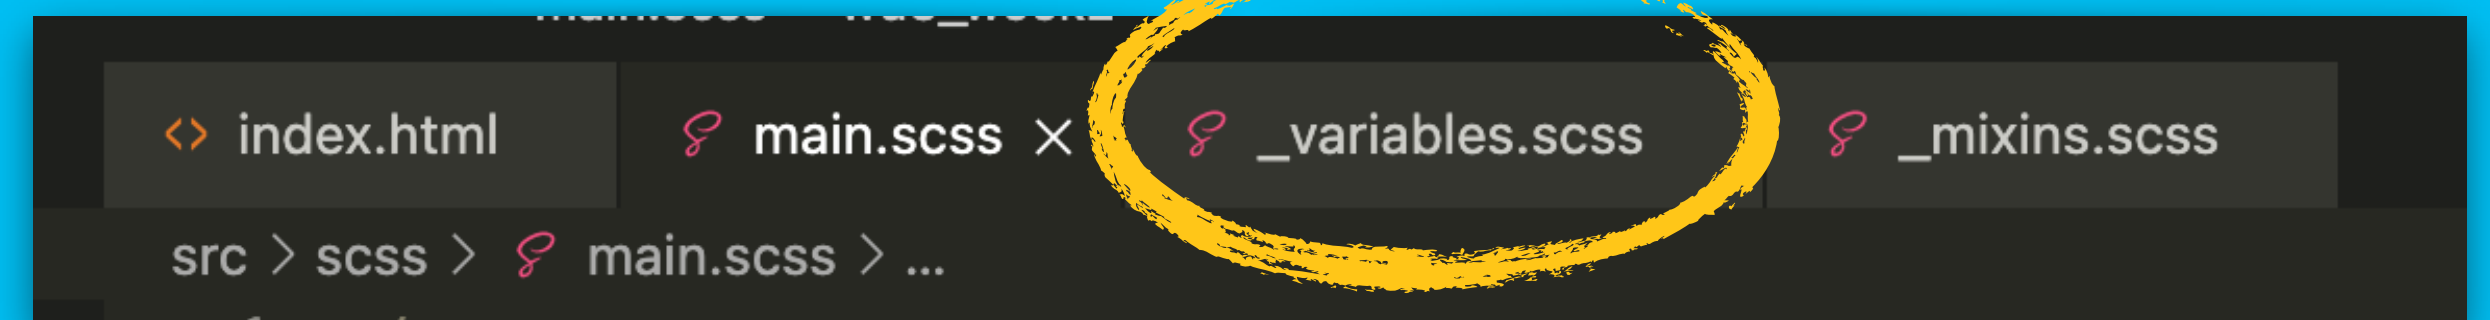 index.html main.scss _variables.scss _mixins.scss
src > scss > main.scss > ...